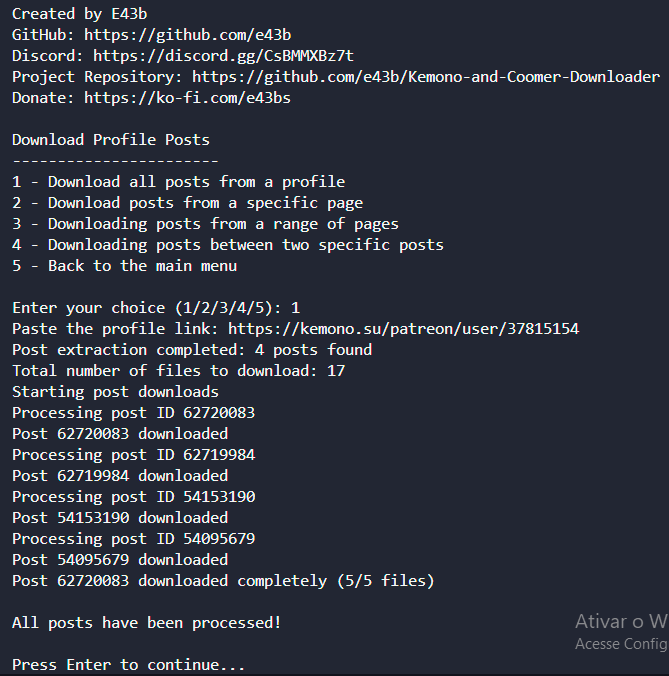 Created by E43b
GitHub: https://github.com/e43b
Discord: https://discord.gg/CsBMMXBz7t
Project Repository: https://github.com/e43b/Kemono-and-Coomer-Downloader
Donate: https://ko-fi.com/e43bs
Download Profile Posts
-----------------------
1 - Download all posts from a profile
2 - Download posts from a specific page
3 - Downloading posts from a range of pages
4 - Downloading posts between two specific posts
5 - Back to the main menu
Enter your choice (1/2/3/4/5): 1
Paste the profile link: https://kemono.su/patreon/user/37815154
Post extraction completed: 4 posts found
Total number of files to download: 17
Starting post downloads
Processing post ID 62720083
Post 62720083 downloaded
Processing post ID 62719984
Post 62719984 downloaded
Processing post ID 54153190
Post 54153190 downloaded
Processing post ID 54095679
Post 54095679 downloaded
Post 62720083 downloaded completely (5/5 files)
All posts have been processed!
Ativar o W
Acesse Config
Press Enter to continue...